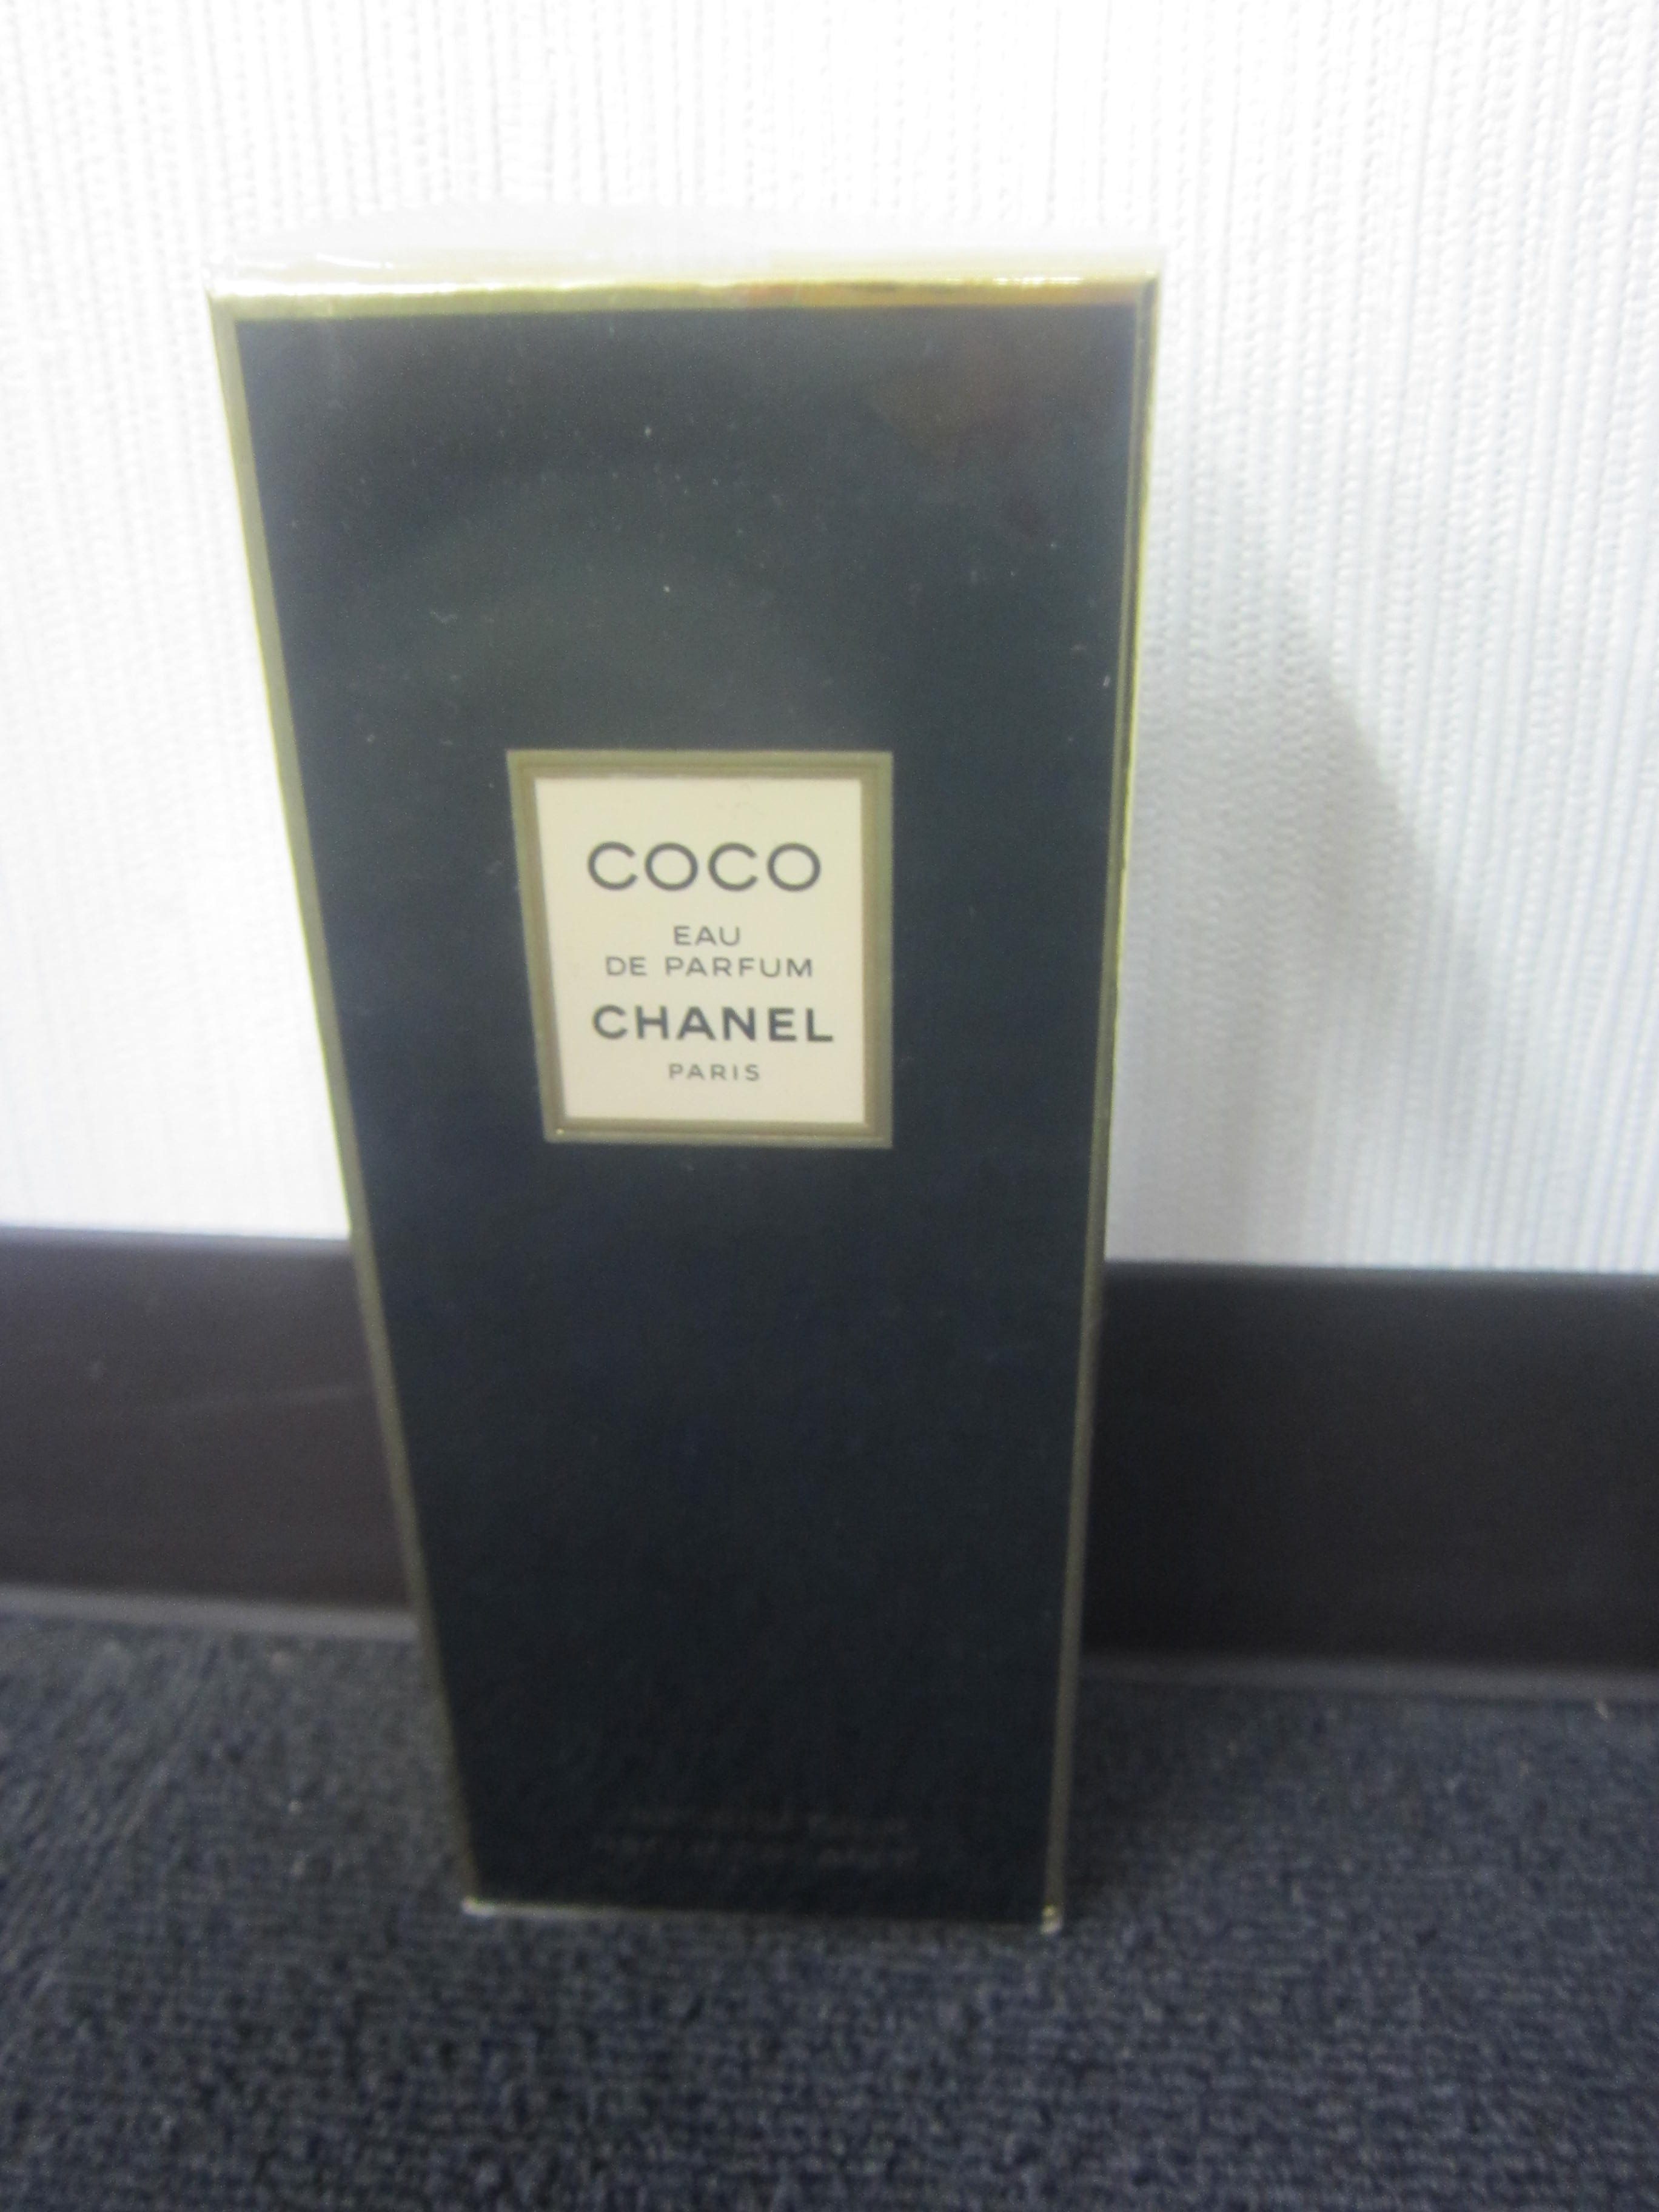 COCO
EAU
DE PARFUM
CHANEL
PARIS